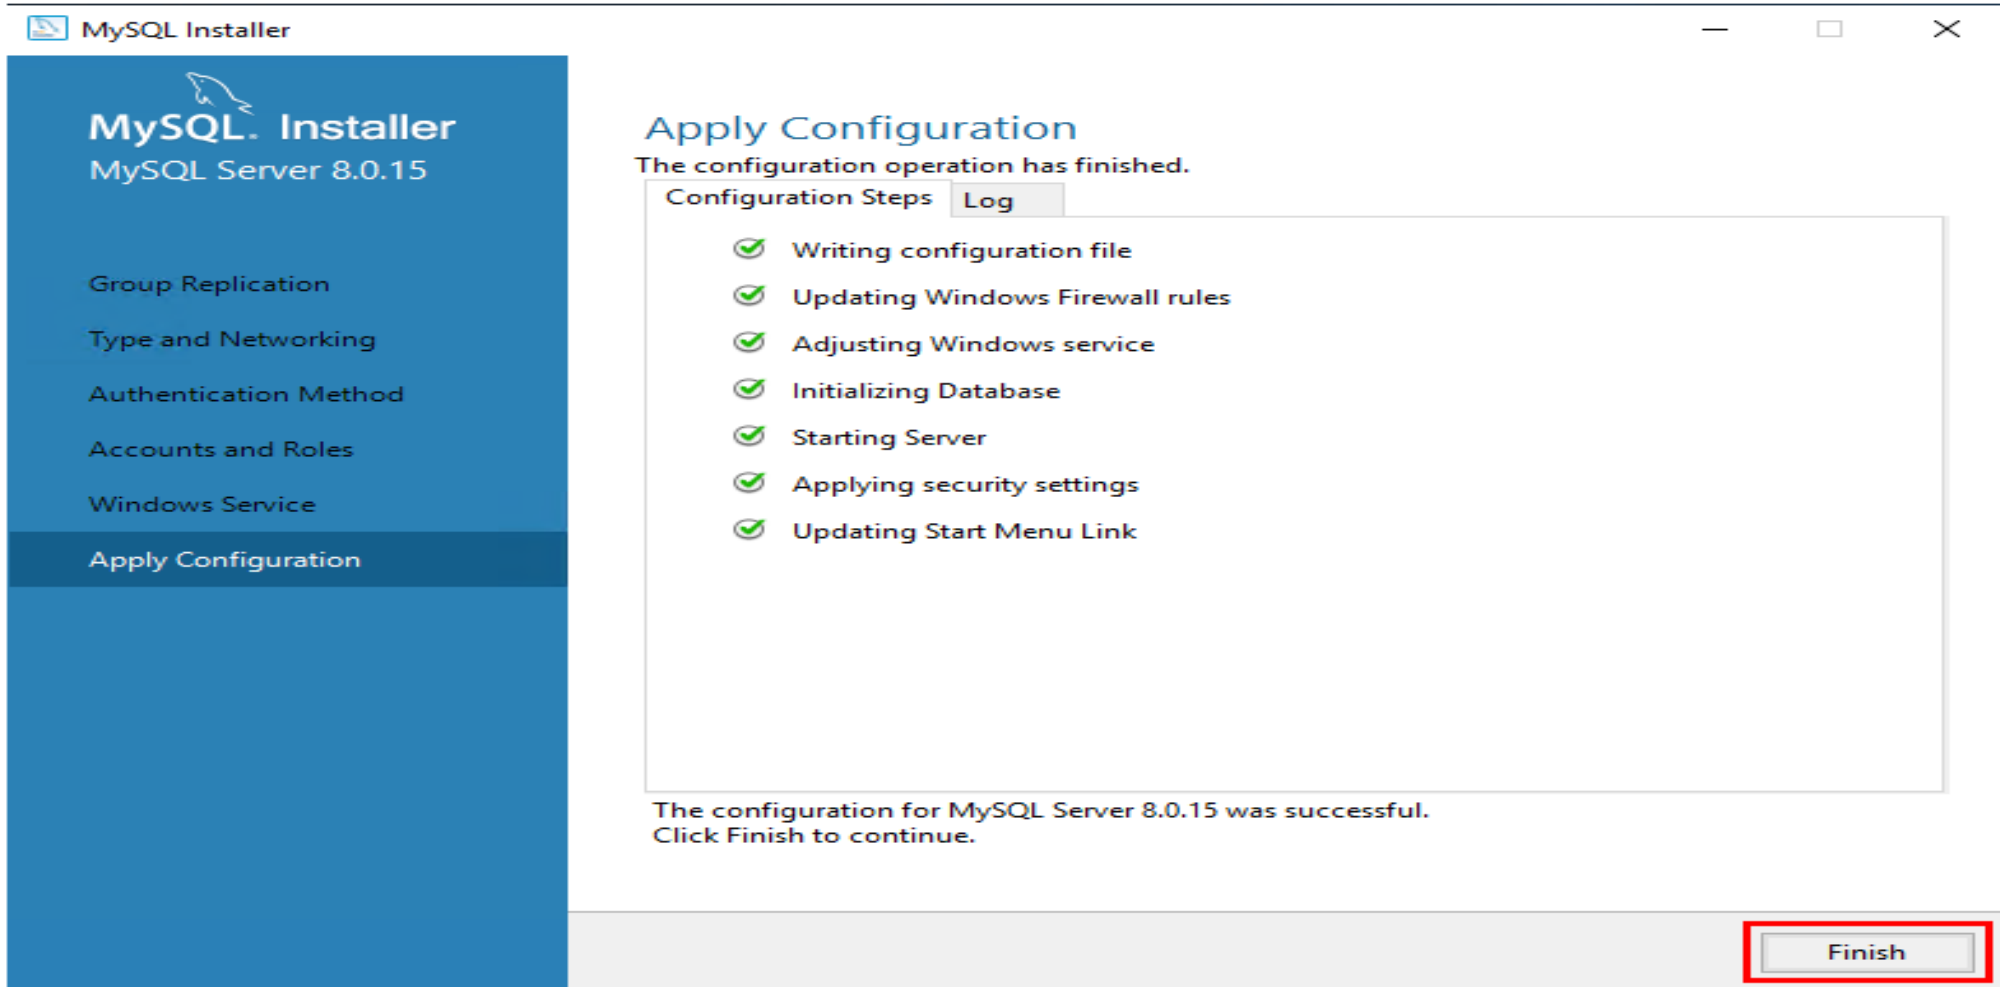 MySQL Installer
MySQL. Installer
MySQL Server 8.0.15
Group Replication
Type and Networking
Authentication Method
Accounts and Roles
Windows Service
Apply Configuration
Apply Configuration
The configuration operation has finished.
Configuration Steps Log
Writing configuration file
Updating Windows Firewall rules
Adjusting Windows service
Initializing Database
Starting Server
Applying security settings
Updating Start Menu Link
The configuration for MySQL Server 8.0.15 was successful.
Click Finish to continue.
Finish